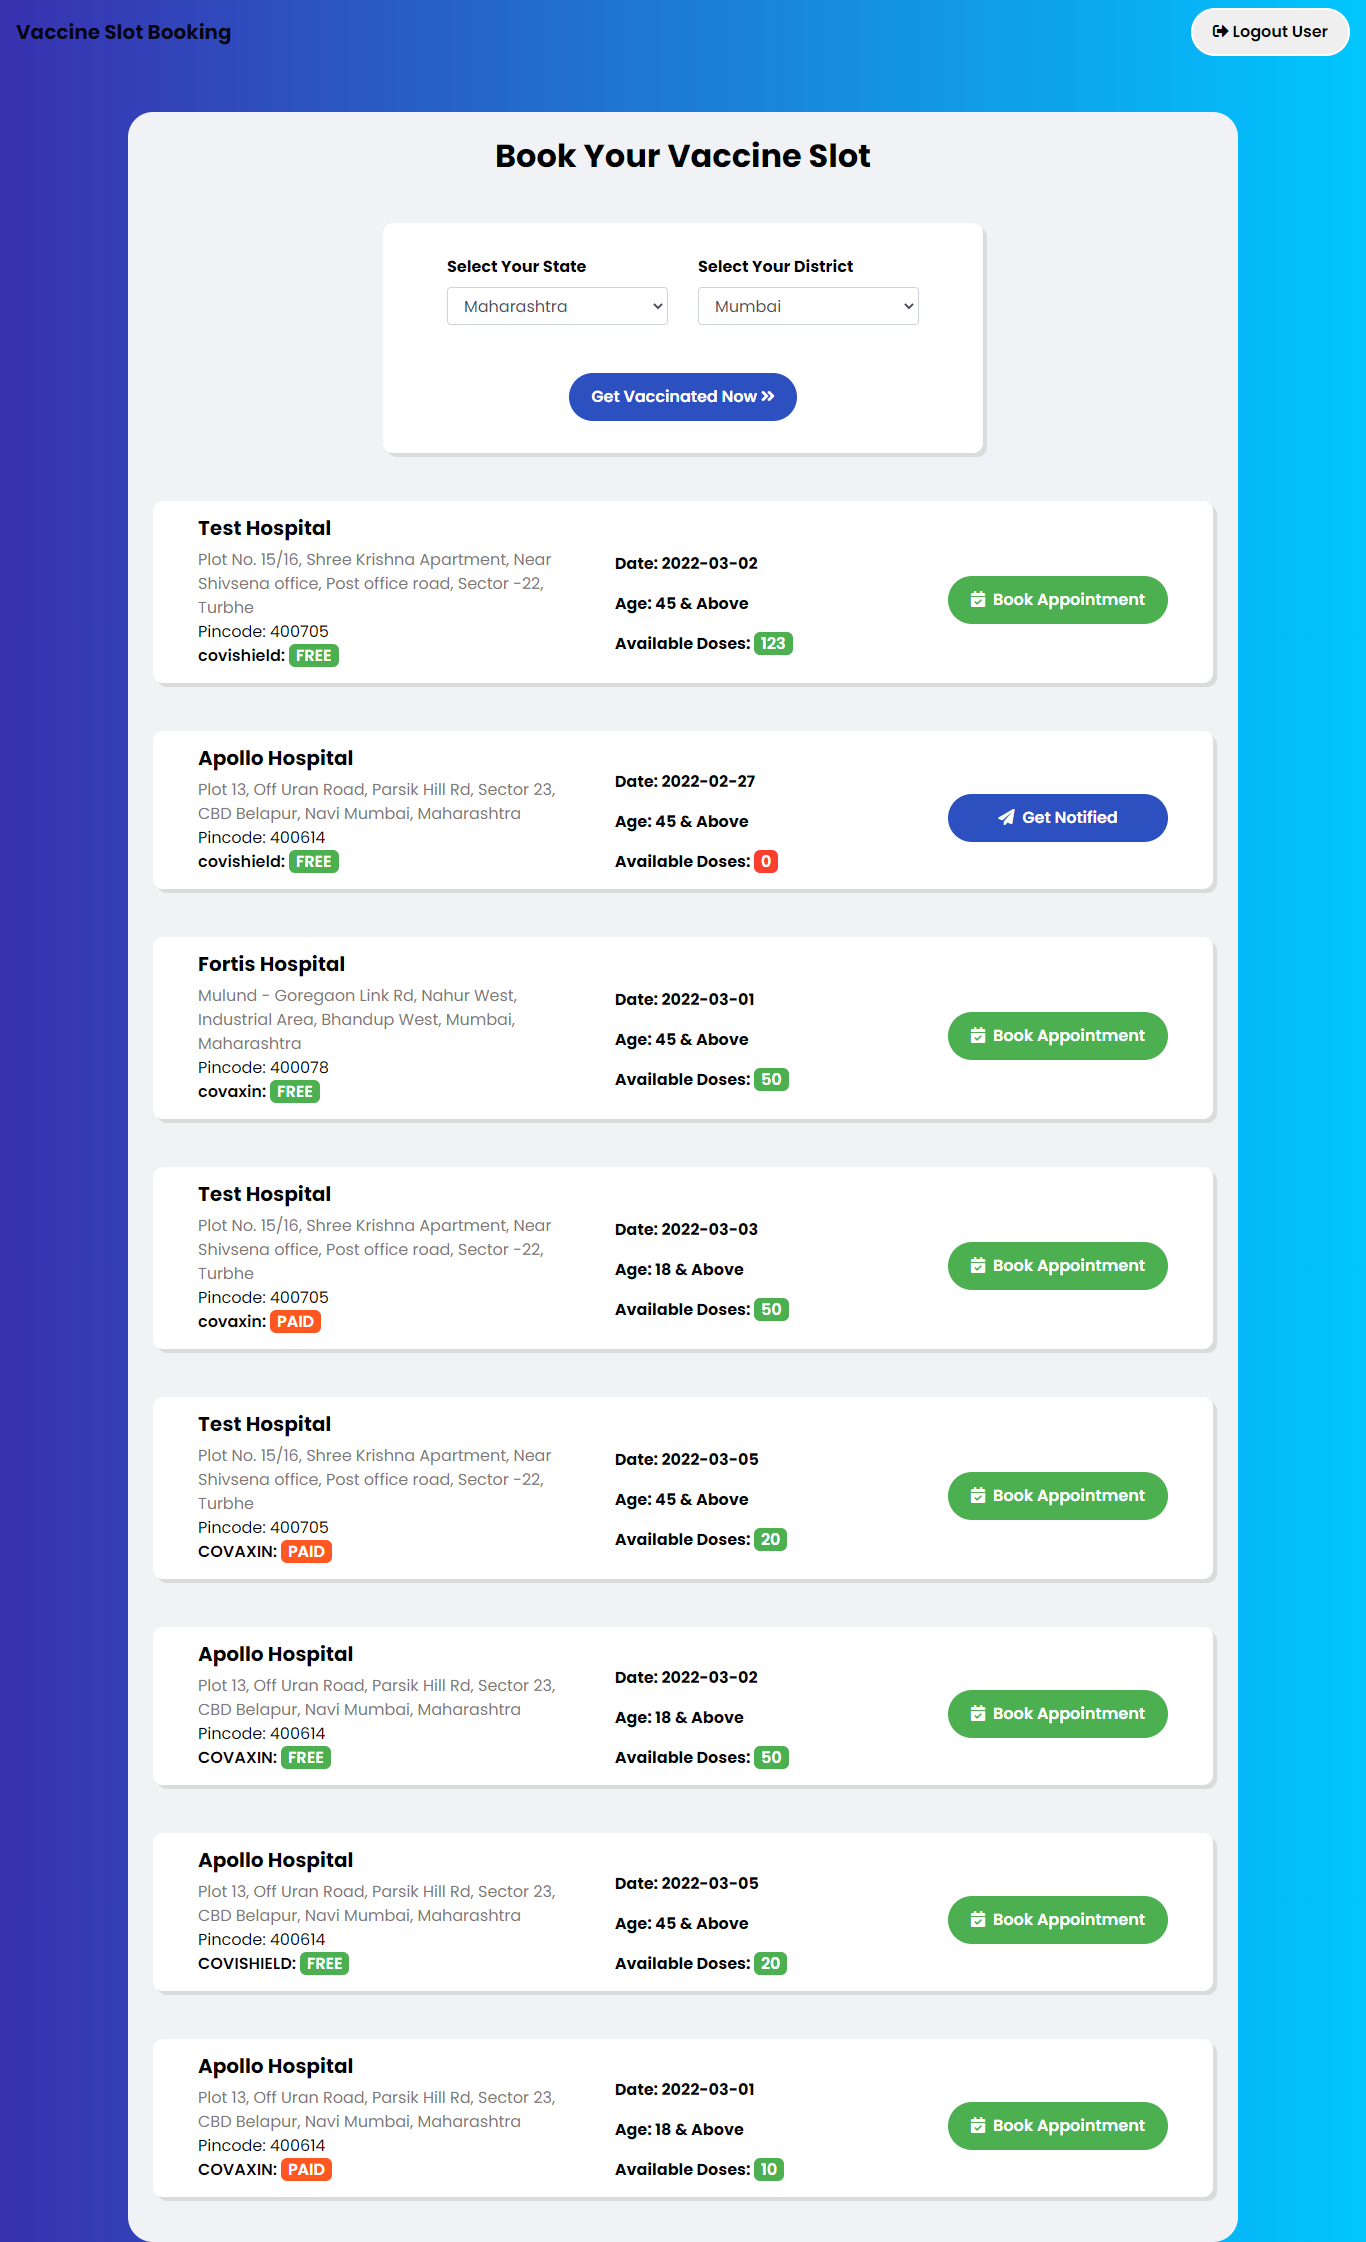 Vaccine Slot Booking
Logout User
Book Your Vaccine Slot
Select Your State
Select Your District
Maharashtra
Mumbai
Get Vaccinated Now
Test Hospital
Plot No. 15/16, Shree Krishna Apartment, Near
Shivsena office, Post office road, Sector -22,
Turbhe
Pincode: 400705
covishield: FREE
Date: 2022-03-02
Age: 45 & Above
Available Doses: 123
Book Appointment
Apollo Hospital
Plot 13, Off Uran Road, Parsik Hill Rd, Sector 23,
CBD Belapur, Navi Mumbai, Maharashtra
Pincode: 400614
covishield: FREE
Date: 2022-02-27
Age: 45 & Above
Available Doses: 0
Get Notified
Fortis Hospital
Mulund - Goregaon Link Rd, Nahur West,
Industrial Area, Bhandup West, Mumbai,
Maharashtra
Pincode: 400078
covaxin: FREE
Date: 2022-03-01
Age: 45 & Above
Available Doses: 50
Book Appointment
Test Hospital
Plot No. 15/16, Shree Krishna Apartment, Near
Shivsena office, Post office road, Sector -22,
Turbhe
Pincode: 400705
covaxin: PAID
Date: 2022-03-03
Age: 18 & Above
Available Doses: 50
Book Appointment
Test Hospital
Plot No. 15/16, Shree Krishna Apartment, Near
Shivsena office, Post office road, Sector -22,
Turbhe
Pincode: 400705
COVAXIN: PAID
Date: 2022-03-05
Age: 45 & Above
Available Doses: 20
Book Appointment
Apollo Hospital
Plot 13, Off Uran Road, Parsik Hill Rd, Sector 23,
CBD Belapur, Navi Mumbai, Maharashtra
Pincode: 400614
COVAXIN: FREE
Date: 2022-03-02
Age: 18 & Above
Available Doses: 50
Book Appointment
Apollo Hospital
Plot 13, Off Uran Road, Parsik Hill Rd, Sector 23,
CBD Belapur, Navi Mumbai, Maharashtra
Pincode: 400614
COVISHIELD: FREE
Date: 2022-03-05
Age: 45 & Above
Available Doses: 20
Book Appointment
Apollo Hospital
Plot 13, Off Uran Road, Parsik Hill Rd, Sector 23,
CBD Belapur, Navi Mumbai, Maharashtra
Pincode: 400614
COVAXIN: PAID
Date: 2022-03-01
Age: 18 & Above
Available Doses: 10
Book Appointment